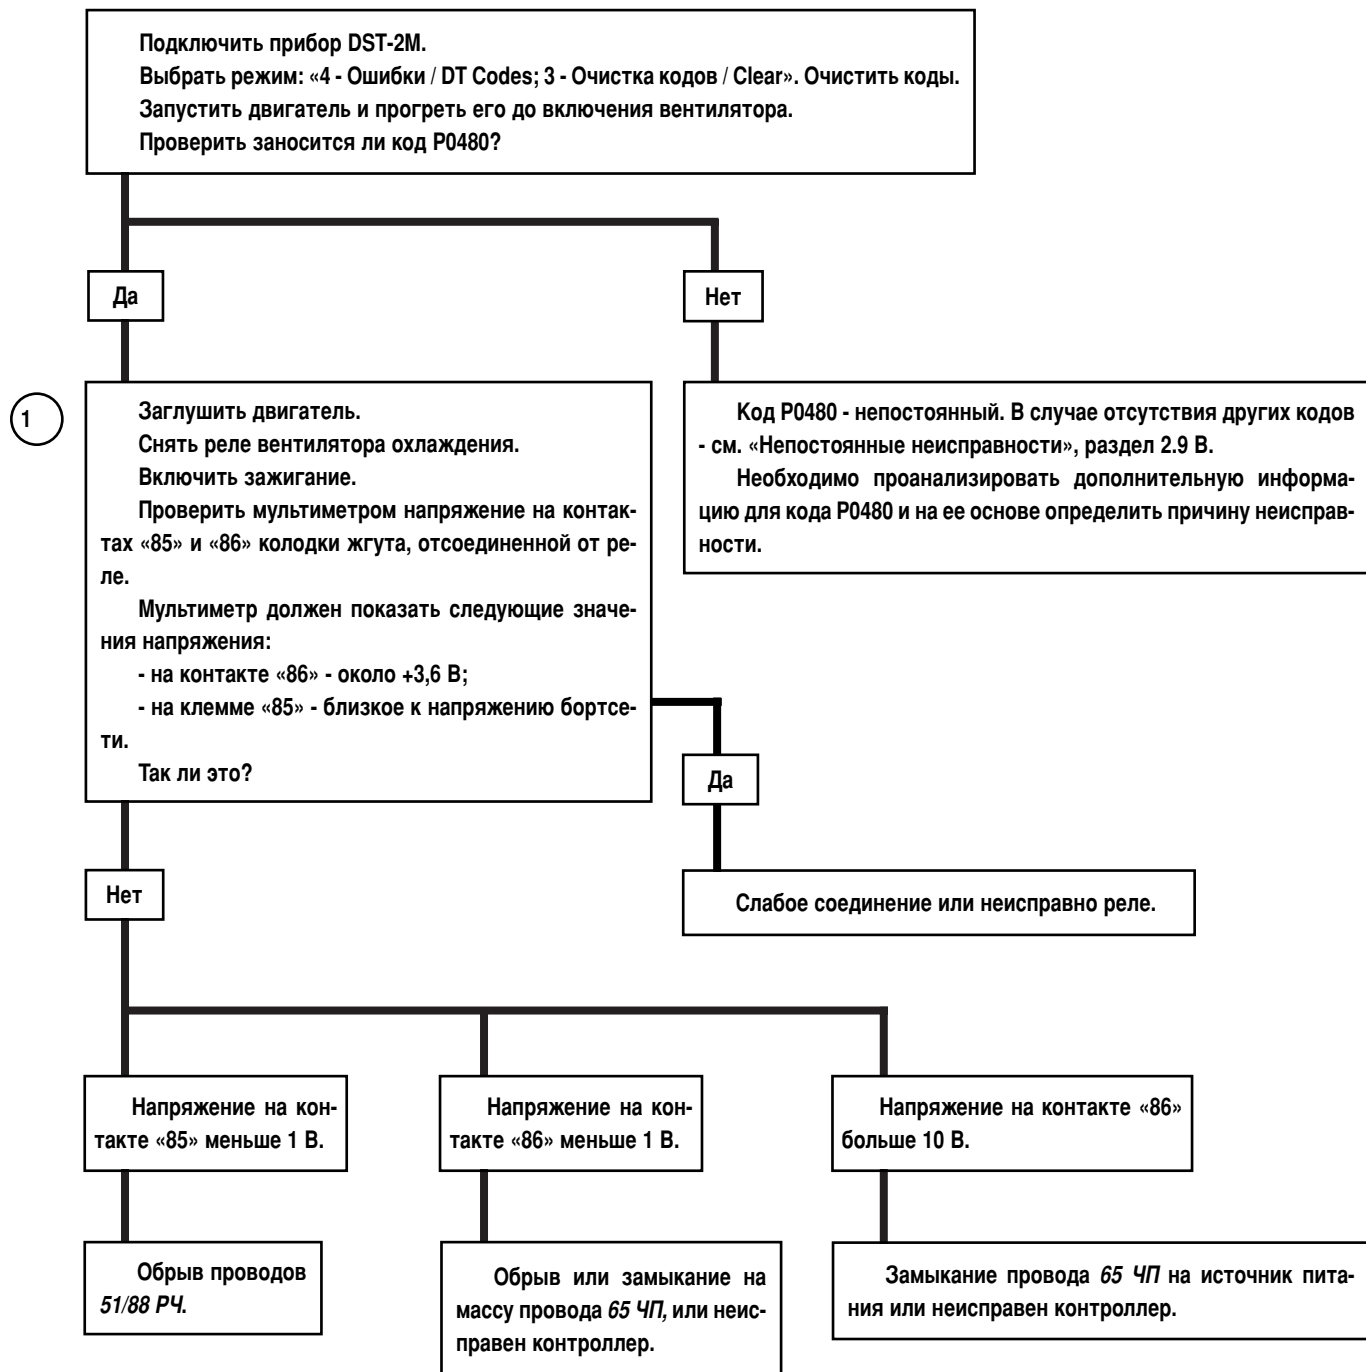 Подключить прибор DST-2M.
Выбрать режим: «4 - Ошибки / DT Codes; 3 - Очистка кодов / Clear». Очистить коды.
Запустить двигатель и прогреть его до включения вентилятора.
Проверить заносится ли код P0480?
Да
Нет
1
Заглушить двигатель.
Снять реле вентилятора охлаждения.
Включить зажигание.
Проверить мультиметром напряжение на контак-
тах «85» и «86» колодки жгута, отсоединенной от ре-
ле.
Мультиметр должен показать следующие значе-
ния напряжения:
- на контакте «86» - около +3,6 В;
- на клемме «85» - близкое к напряжению бортсе-
ти.
Так ли это?
Код P0480 - непостоянный. В случае отсутствия других кодов
- см. «Непостоянные неисправности», раздел 2.9 В.
Необходимо проанализировать дополнительную информа-
цию для кода P0480 и на ее основе определить причину неисправ-
ности.
Да
Слабое соединение или неисправно реле.
Нет
Напряжение на кон-
такте «85» меньше 1 В.
Напряжение на кон-
такте «86» меньше 1 В.
Напряжение на контакте «86»
больше 10 В.
Обрыв проводов
51/88 РЧ.
Обрыв или замыкание на
массу провода 65 ЧП, или неис-
правен контроллер.
Замыкание провода 65 ЧП на источник пита-
ния или неисправен контроллер.